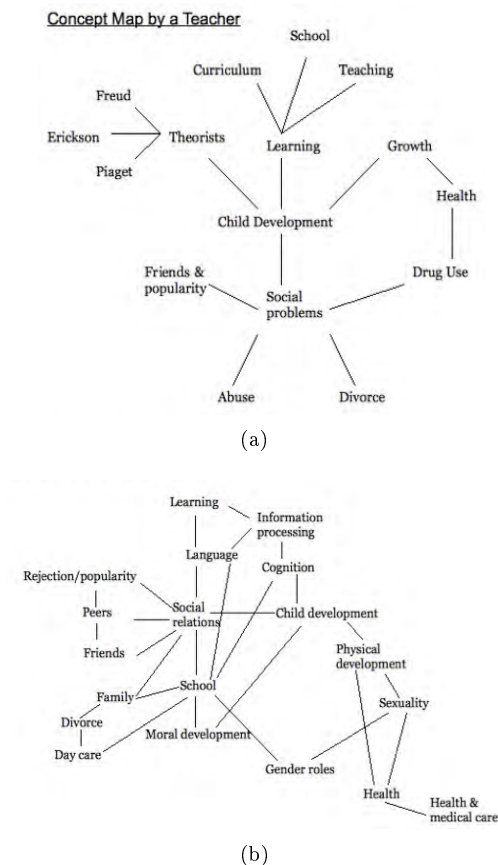 Concept Map by a Teacher
School
Curriculum
Teaching
Freud
Erickson
Theorists
Learning
Growth
Piaget
Health
Child Development
Friends &
popularity
Drug Use
Social
problems
Abuse
Divorce
(a)
Learning
Information
processing
Language
Cognition
Rejection/popularity
Peers
Social
relations
Child development
Friends
Physical
development
School
Family
Sexuality
Divorce
Moral development
Day care
Gender roles
Health
Health &
medical care
(b)